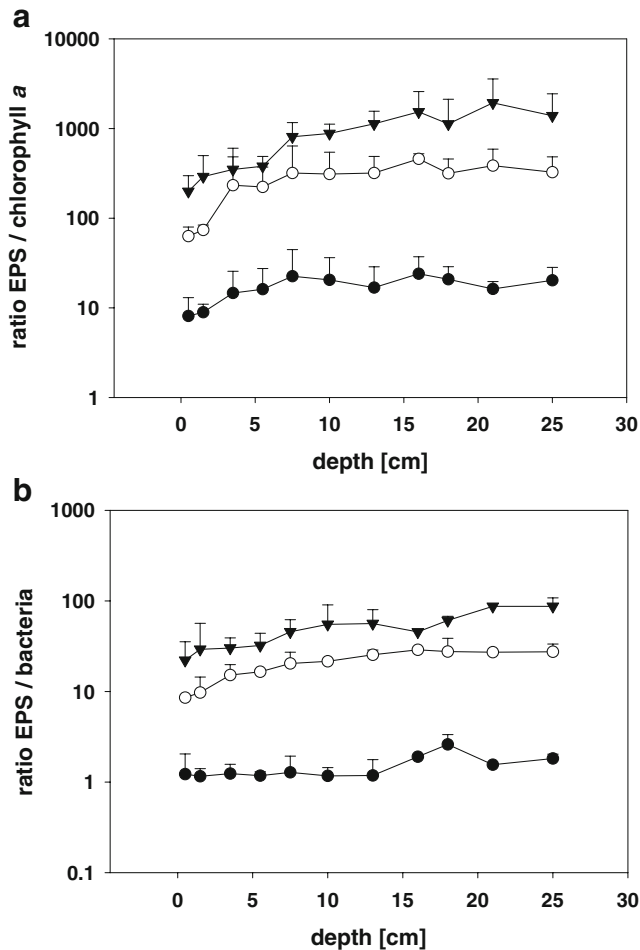 a
10000
1000
100
10
1
ratio EPS / chlorophyll a
0 5 10 15 20 25 30
depth [cm]
b
1000
100
10
1
0.1
ratio EPS / bacteria
0 5 10 15 20 25 30
depth [cm]